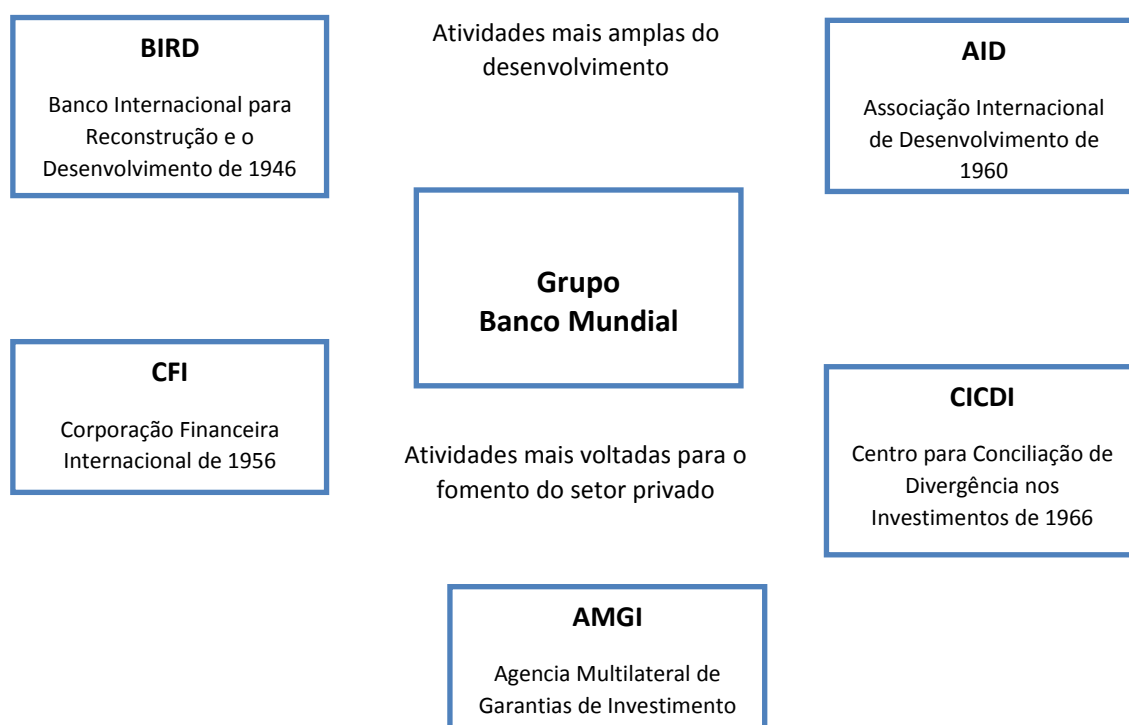 BIRD
Banco Internacional para
Reconstrução e o
Desenvolvimento de 1946
Atividades mais amplas do
desenvolvimento
AID
Associação Internacional
de Desenvolvimento de
1960
Grupo
Banco Mundial
CFI
Corporação Financeira
Internacional de 1956
Atividades mais voltadas para o
fomento do setor privado
CICDI
Centro para Conciliação de
Divergência nos
Investimentos de 1966
AMGI
Agencia Multilateral de
Garantias de Investimento